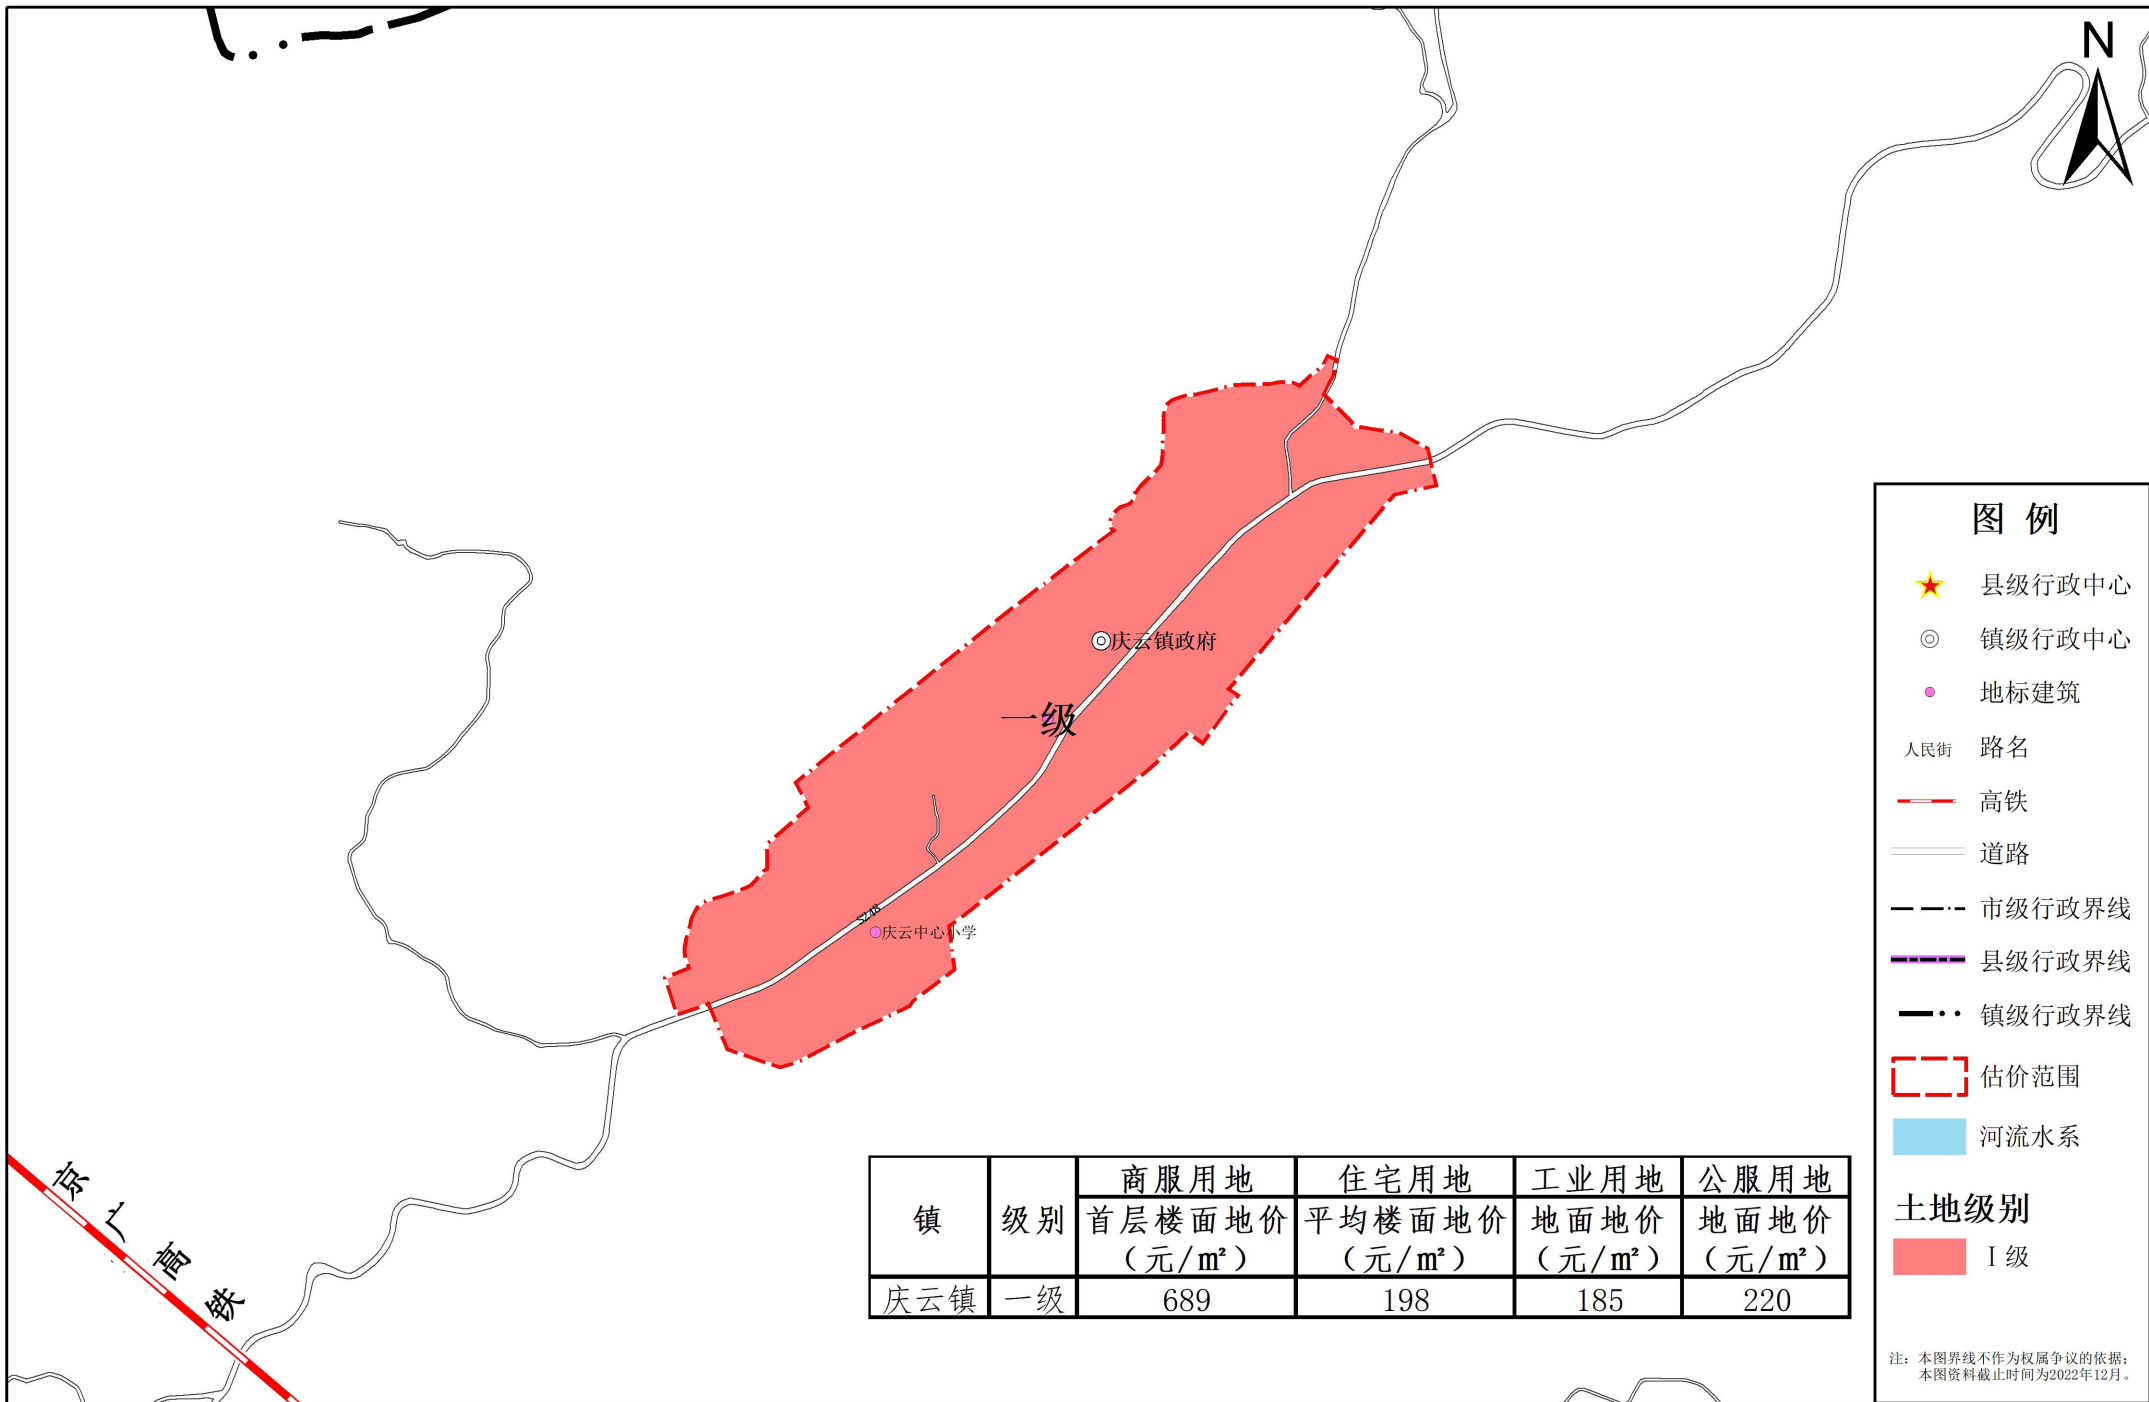 N
庆云镇政府
一级
S248
庆云中心小学
京广高铁
图例
县级行政中心
镇级行政中心
地标建筑
人民街 路名
高铁
道路
市级行政界线
县级行政界线
镇级行政界线
估价范围
河流水系
土地级别
Ⅰ级
注：本图界线不作为权属争议的依据；
本图资料截止时间为2022年12月。
镇 级别 商服用地 住宅用地 工业用地 公服用地
首层楼面地价 平均楼面地价 地面地价 地面地价
（元/㎡） （元/㎡） （元/㎡） （元/㎡）
庆云镇 一级 689 198 185 220